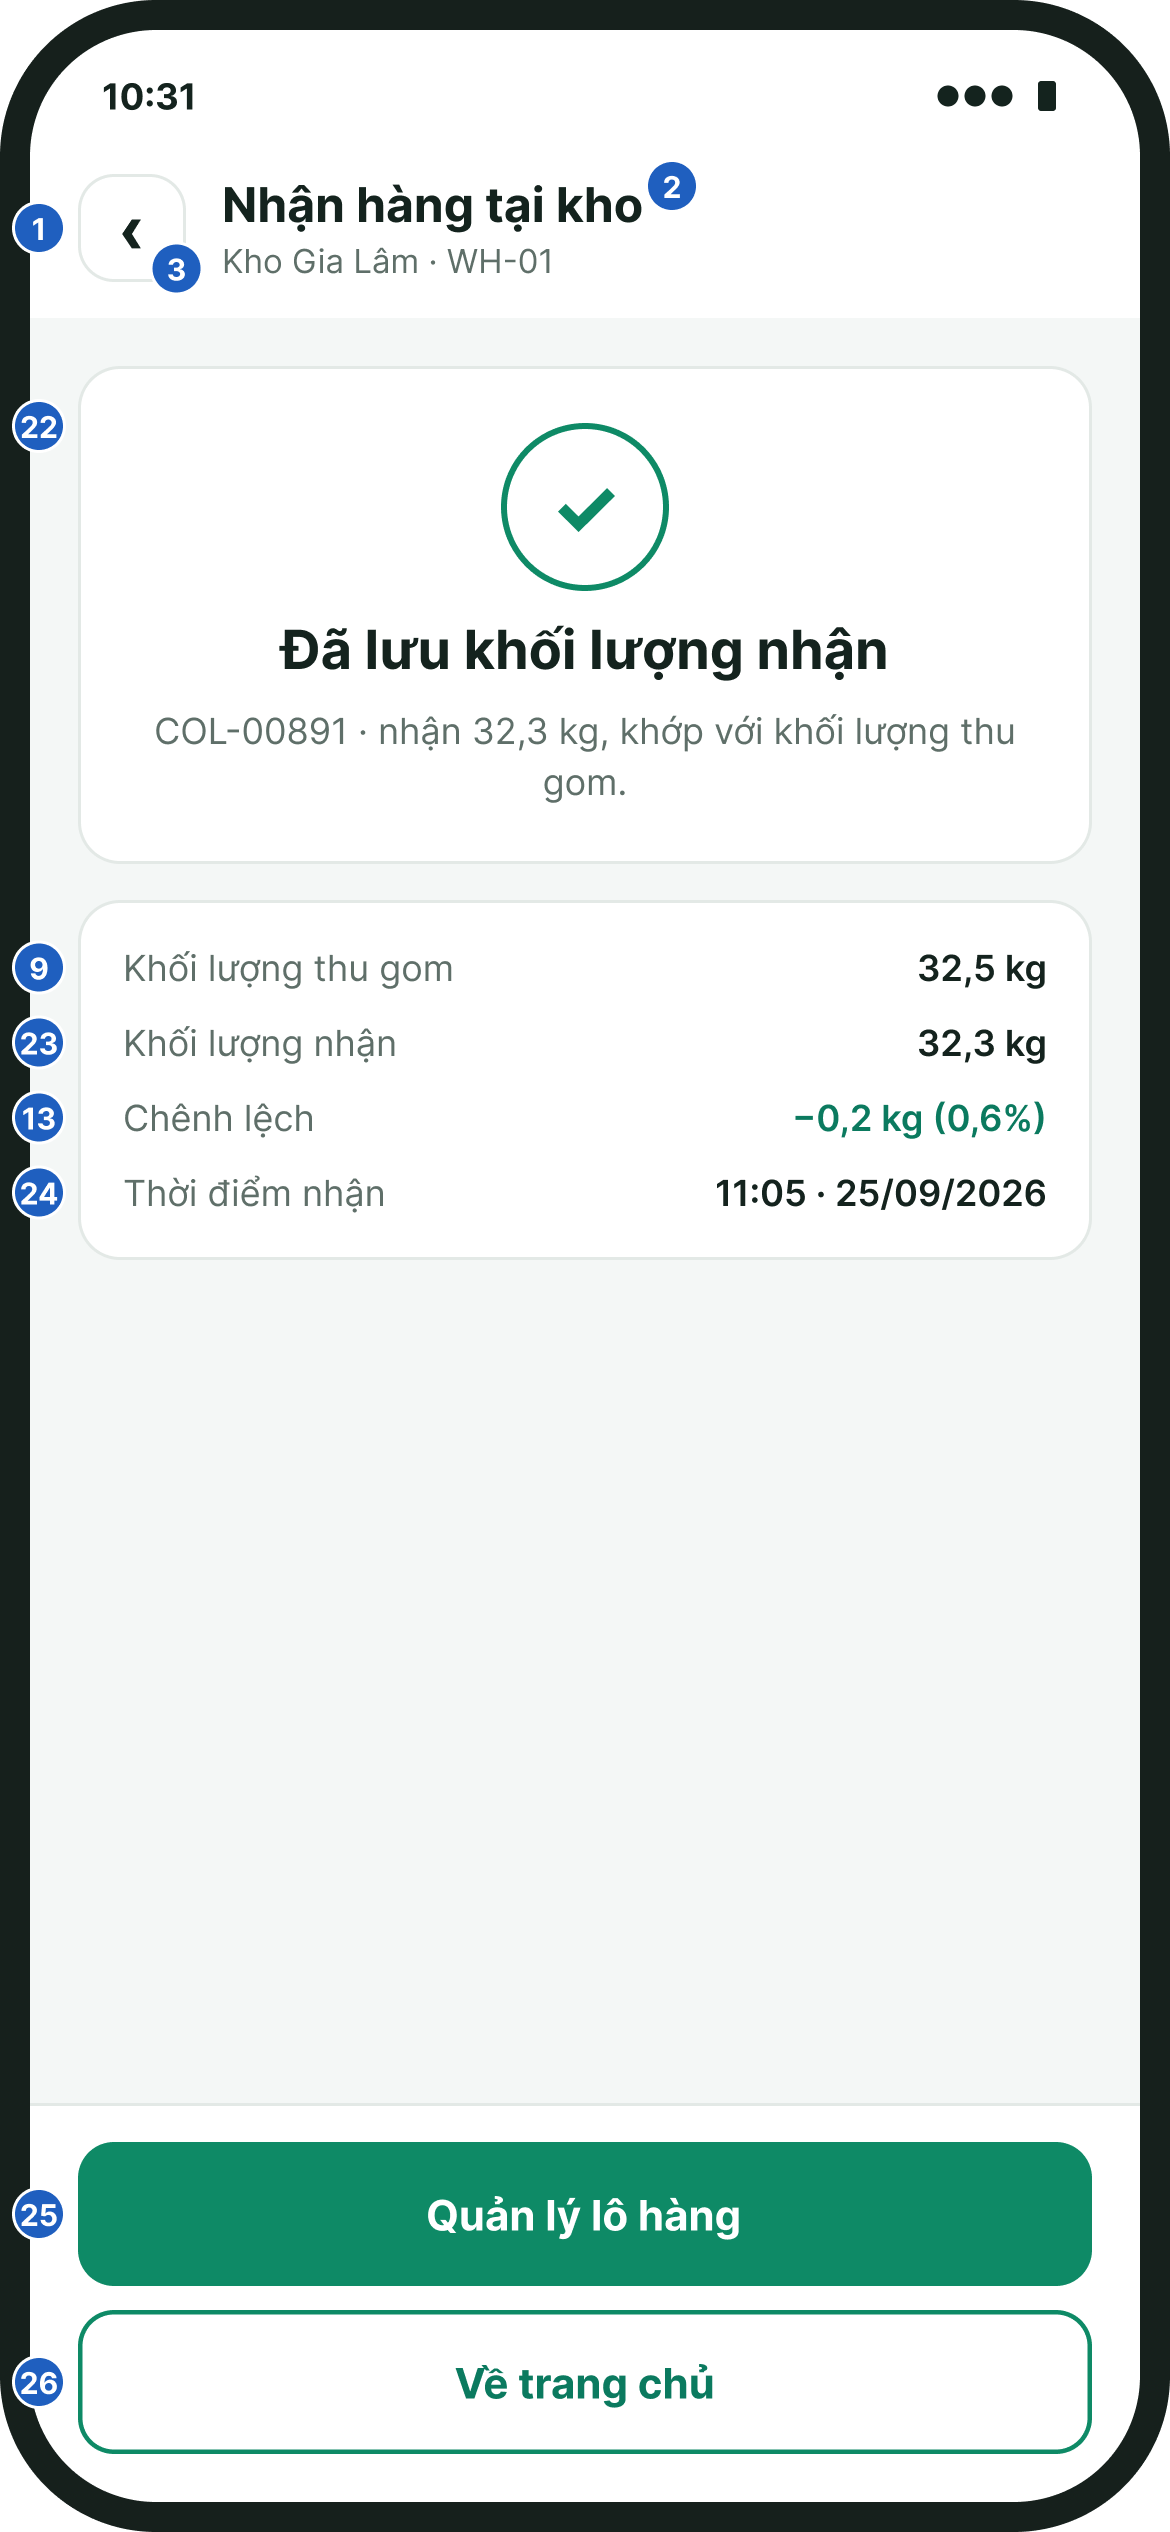 10:31
1
‹
3
Nhận hàng tại kho
2
Kho Gia Lâm · WH-01
22
Đã lưu khối lượng nhận
COL-00891 · nhận 32,3 kg, khớp với khối lượng thu
gom.
9
Khối lượng thu gom 32,5 kg
23
Khối lượng nhận 32,3 kg
13
Chênh lệch −0,2 kg (0,6%)
24
Thời điểm nhận 11:05 · 25/09/2026
25
Quản lý lô hàng
26
Về trang chủ